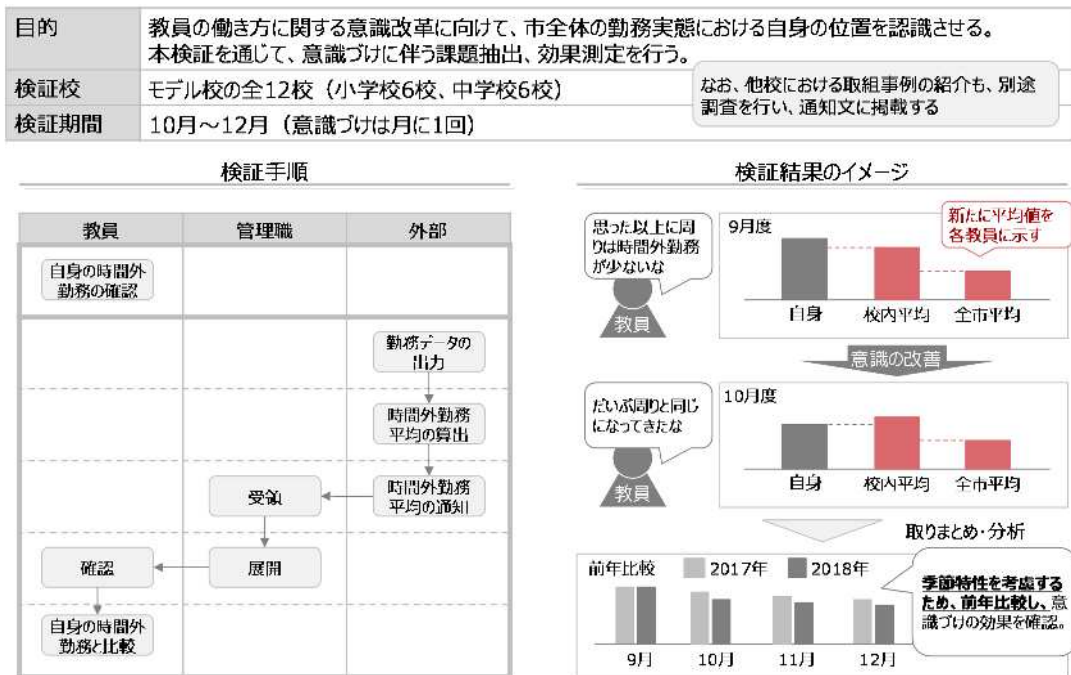 目的
教員の働き方に関する意識改革に向けて、市全体の勤務実態における自身の位置を認識させる。
本検証を通じて、意識づけに伴う課題抽出、効果測定を行う。
検証校
モデル校の全12校（小学校6校、中学校6校）
なお、他校における取組事例の紹介も、別途
調査を行い、通知文に掲載する
検証期間
10月～12月（意識づけは月に1回）
検証手順
教員
管理職
外部
自身の時間外
勤務の確認
勤務データの
出力
時間外勤務
平均の算出
受領
時間外勤務
平均の通知
確認
展開
自身の時間外
勤務と比較
検証結果のイメージ
思った以上に周
りは時間外勤務
が少ないな
教員
9月度
新たに平均値を
各教員に示す
自身
校内平均
全市平均
意識の改善
だいぶ周りと同じ
になってきたな
教員
10月度
自身
校内平均
全市平均
取りまとめ・分析
前年比較
2017年
2018年
季節特性を考慮する
ため、前年比較し、意
識づけの効果を確認。
9月
10月
11月
12月